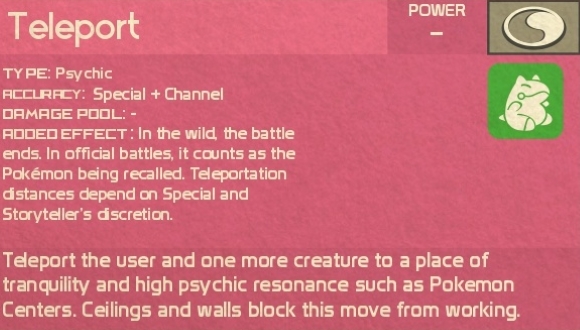 Teleport
POWER
–
TYPE: Psychic
ACCURACY: Special + Channel
DAMAGE POOL: -
ADDED EFFECT: In the wild, the battle
ends. In official battles, it counts as the
Pokémon being recalled. Teleportation
distances depend on Special and
Storyteller's discretion.
Teleport the user and one more creature to a place of
tranquility and high psychic resonance such as Pokemon
Centers. Ceilings and walls block this move from working.